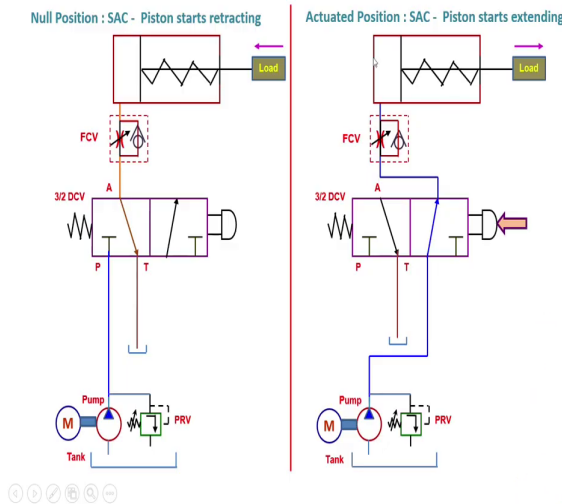 Null Position : SAC - Piston starts retracting
Load
FCV
A
3/2 DCV
P
T
Pump
M
PRV
Tank
Actuated Position : SAC - Piston starts extending
Load
FCV
A
3/2 DCV
P
T
Pump
M
PRV
Tank